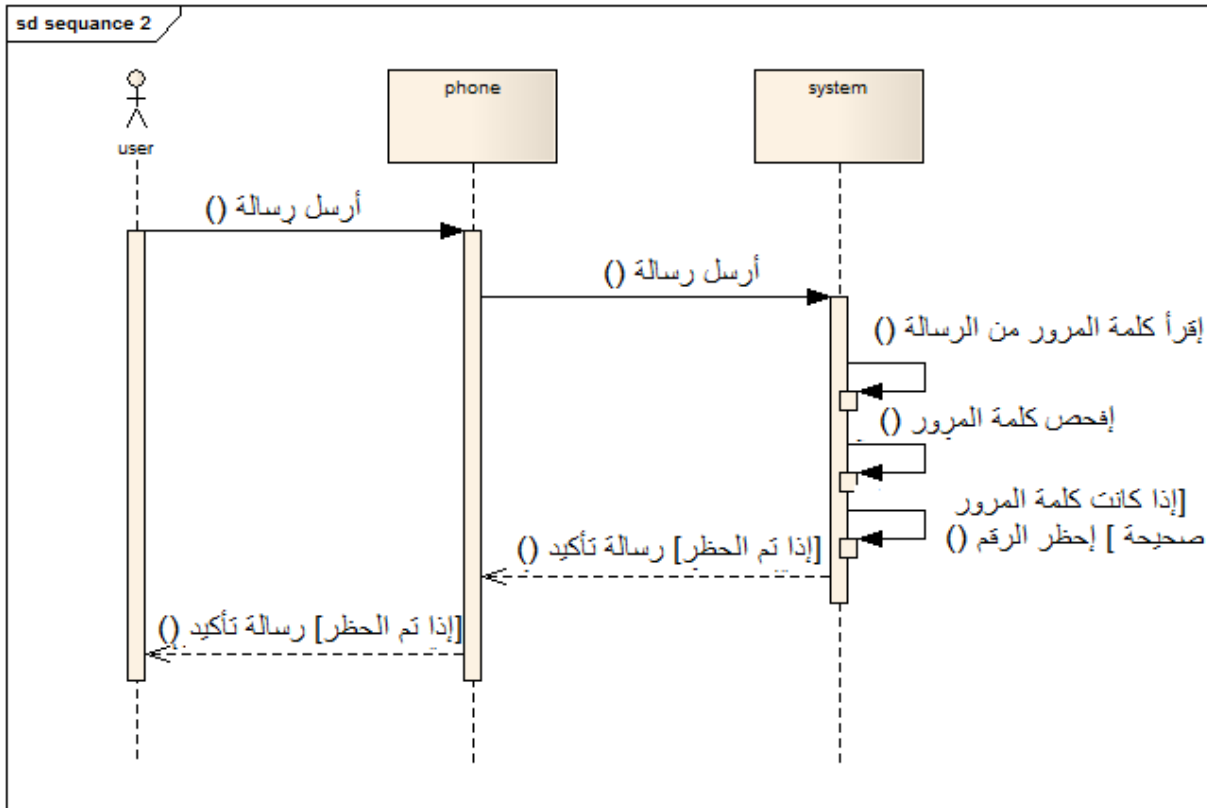 sd sequance 2
user
phone
system
أرسل رسالة ()
أرسل رسالة ()
إقرأ كلمة المرور من الرسالة ()
إفحص كلمة المرور ()
[إذا كانت كلمة المرور
صحيحة ] إحظر الرقم ()
[إذا تم الحظر] رسالة تأكيد ()
[إذا تم الحظر] رسالة تأكيد ()